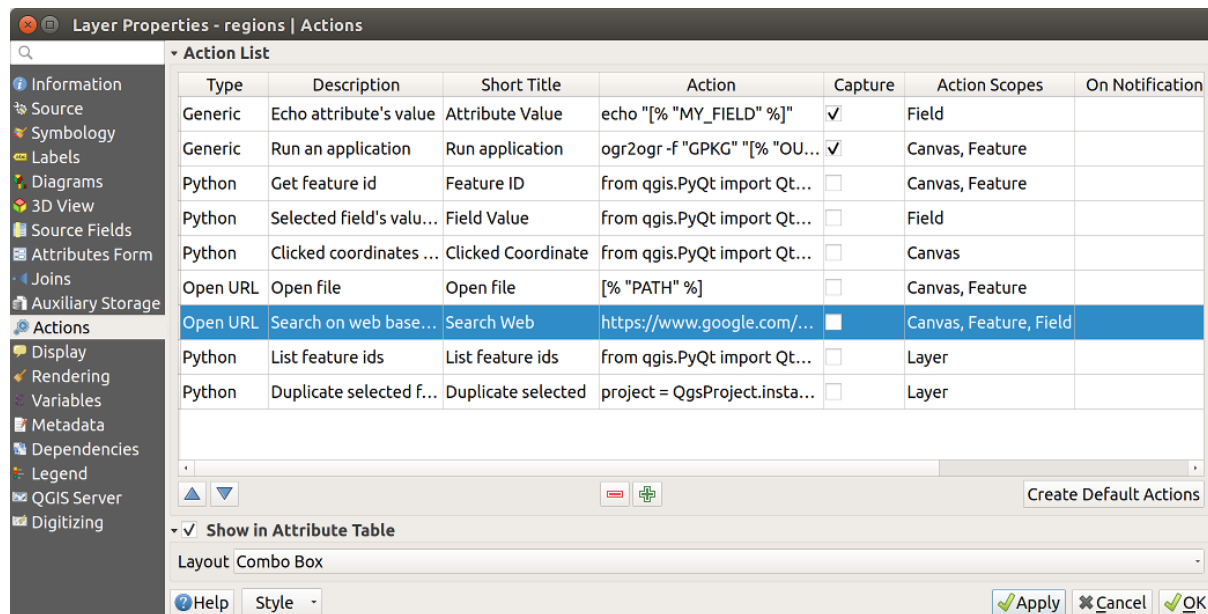 Layer Properties - regions | Actions
Information
Source
Symbology
Labels
Diagrams
3D View
Source Fields
Attributes Form
Joins
Auxiliary Storage
Actions
Display
Rendering
Variables
Metadata
Dependencies
Legend
QGIS Server
Digitizing
Action List
Type Description Short Title Action Capture Action Scopes On Notification
Generic Echo attribute's value Attribute Value echo "[% "MY_FIELD" %]" Field
Generic Run an application Run application ogr2ogr -f "GPKG" "[% "OU... Canvas, Feature
Python Get feature id Feature ID from qgis.PyQt import Qt... Canvas, Feature
Python Selected field's valu... Field Value from qgis.PyQt import Qt... Field
Python Clicked coordinates ... Clicked Coordinate from qgis.PyQt import Qt... Canvas
Open URL Open file Open file [% "PATH" %] Canvas, Feature
Open URL Search on web base... Search Web https://www.google.com/... Canvas, Feature, Field
Python List feature ids List feature ids from qgis.PyQt import Qt... Layer
Python Duplicate selected f... Duplicate selected project = QgsProject.insta... Layer
Create Default Actions
Show in Attribute Table
Layout Combo Box
Help Style Apply Cancel OK